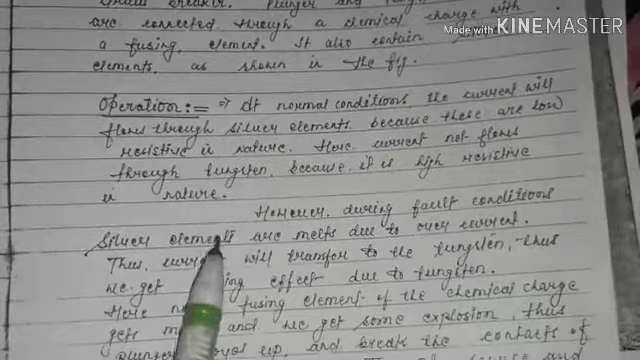 are connected through a chemical charge with
a fusing element. It also contain
elements, as shown in the fig.
Made with KINEMASTER
Operation:= → At normal conditions, the current will
flows through silver elements because these are low
resistive in nature. Here current not flows
through tungsten, because it is high resistive
in nature.
However, during fault conditions
silver elements are melts due to over current.
Thus, will transfer to the tungsten, thus
we get effect due to tungsten.
Here fusing element of the chemical charge
gets and we get some explosion, thus
plunger up, and break the contacts of